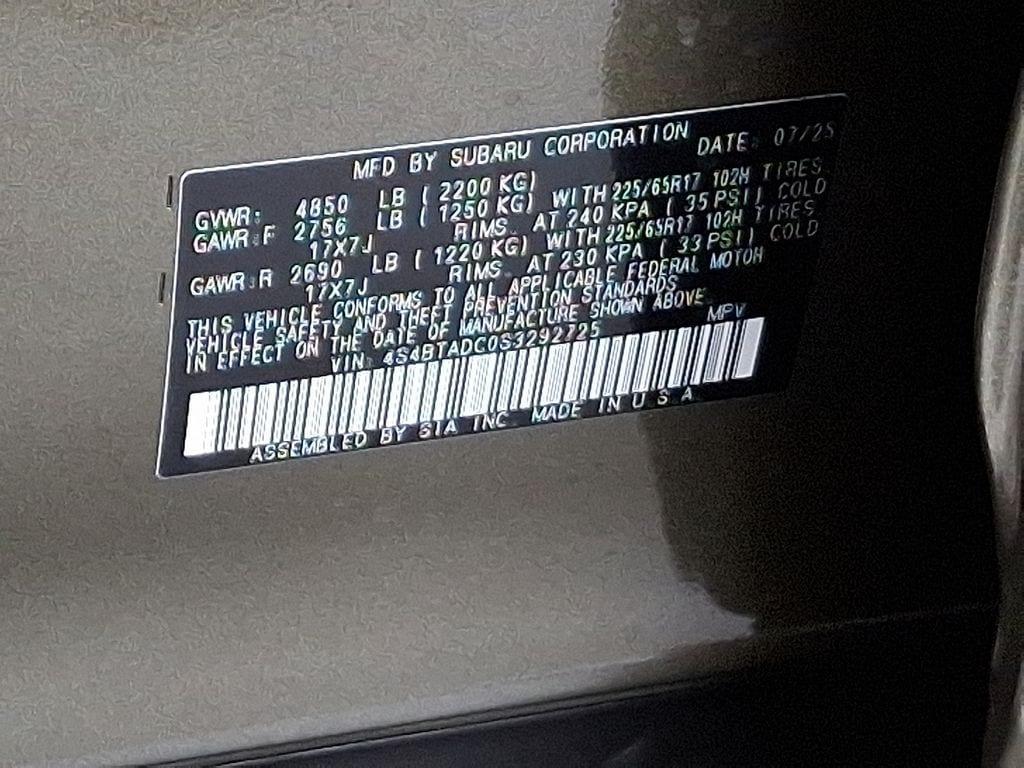 MFD BY SUBARU CORPORATION DATE: 07/25
GVWR: 4850 LB ( 2200 KG)
GAWR:F 2756 LB ( 1250 KG) WITH 225/65R17 102H TIRES
17X7J RIMS AT 240 KPA ( 35 PSI) COLD
GAWR:R 2690 LB ( 1220 KG) WITH 225/65R17 102H TIRES
17X7J RIMS AT 230 KPA ( 33 PSI) COLD
THIS VEHICLE CONFORMS TO ALL APPLICABLE FEDERAL MOTOR
VEHICLE SAFETY AND THEFT PREVENTION STANDARDS
IN EFFECT ON THE DATE OF MANUFACTURE SHOWN ABOVE
VIN: 4S4BTADC0S3292725 MPV
ASSEMBLED BY SIA INC. MADE IN U S A